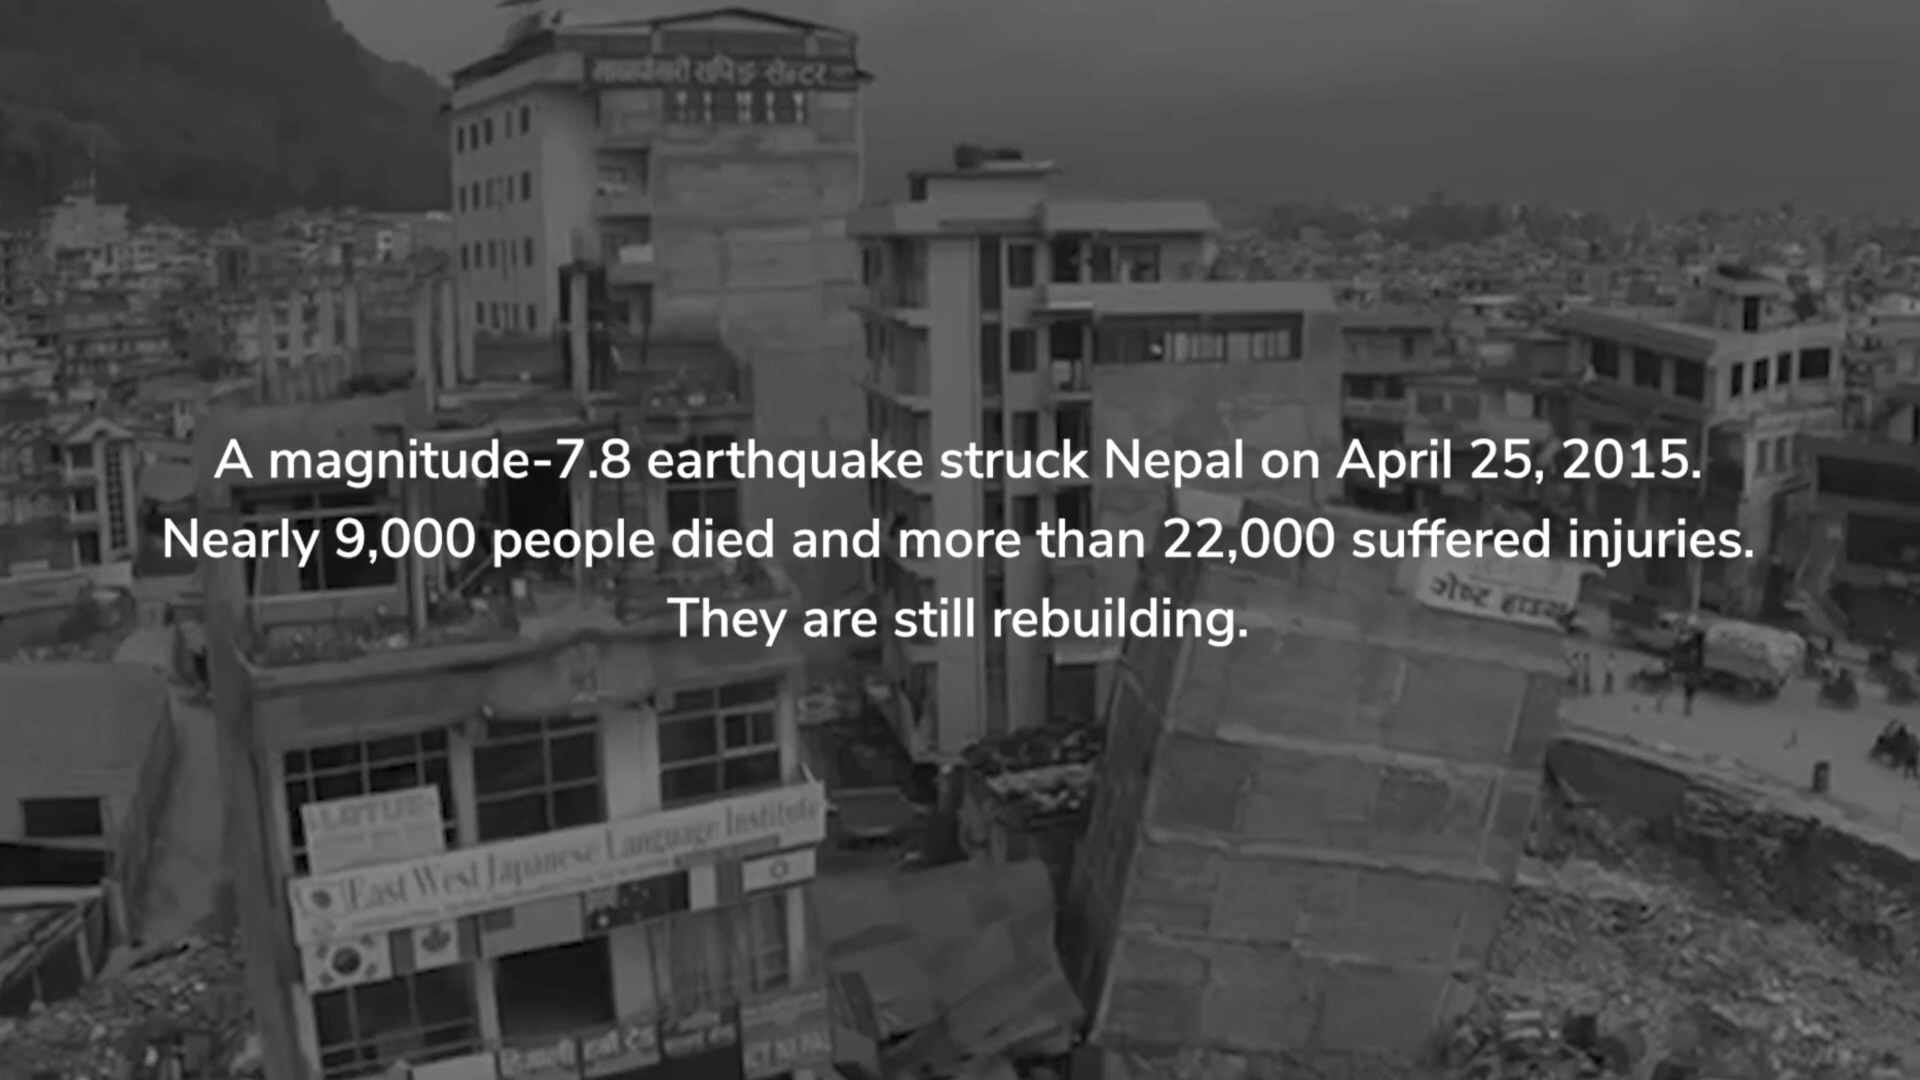 A magnitude-7.8 earthquake struck Nepal on April 25, 2015.
Nearly 9,000 people died and more than 22,000 suffered injuries.
They are still rebuilding.
गेष्ट हाउस
East West Japanese Language Institute